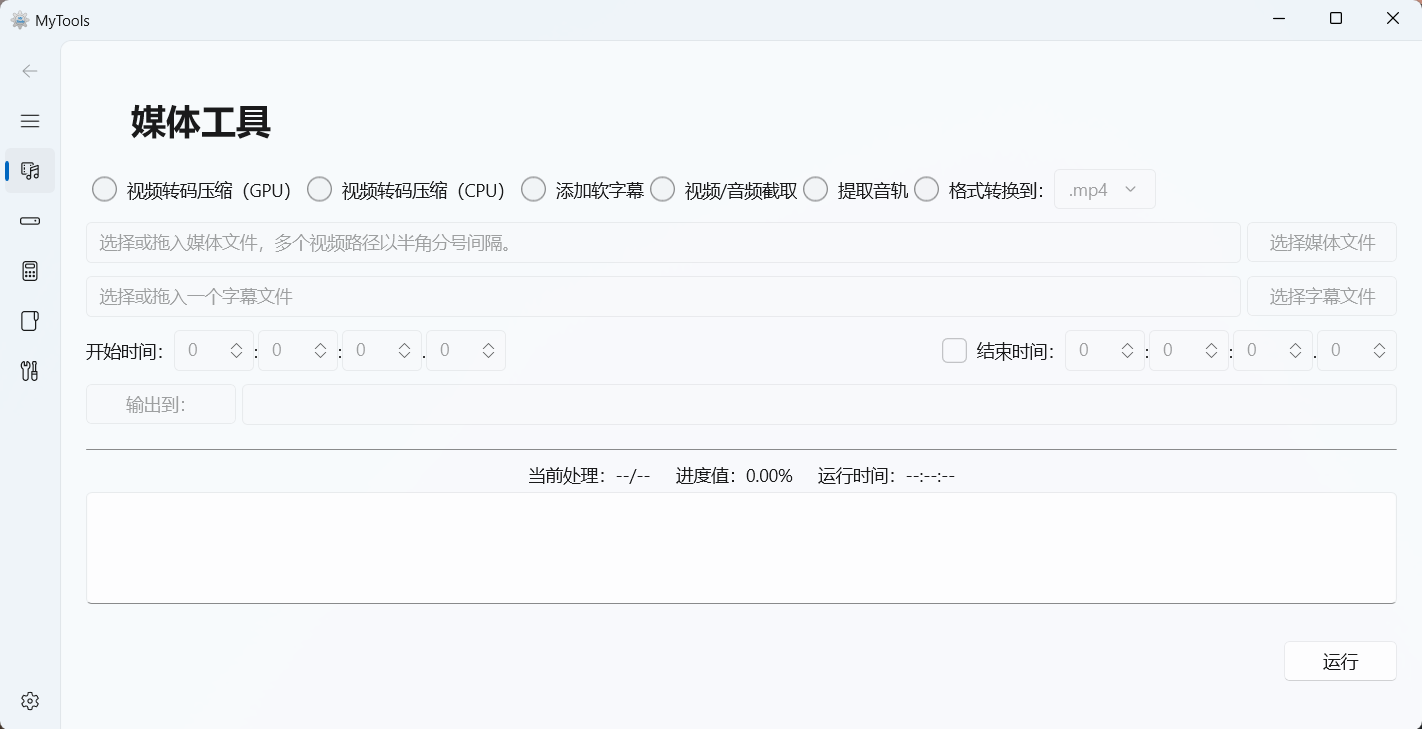 MyTools
媒体工具
视频转码压缩（GPU） 视频转码压缩（CPU） 添加软字幕 视频/音频截取 提取音轨 格式转换到： .mp4
选择或拖入媒体文件，多个视频路径以半角分号间隔。 选择媒体文件
选择或拖入一个字幕文件 选择字幕文件
开始时间： 0 : 0 : 0 . 0 结束时间： 0 : 0 : 0 . 0
输出到：
当前处理：--/-- 进度值：0.00% 运行时间：--:--:--
运行